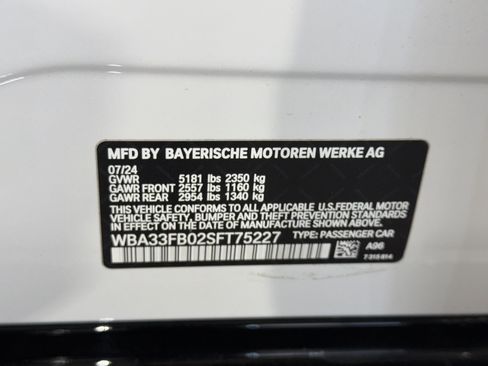 MFD BY BAYERISCHE MOTOREN WERKE AG
07/24
GVWR 5181 lbs 2350 kg
GAWR FRONT 2557 lbs 1160 kg
GAWR REAR 2954 lbs 1340 kg
THIS VEHICLE CONFORMS TO ALL APPLICABLE U.S.FEDERAL MOTOR
VEHICLE SAFETY, BUMPER AND THEFT PREVENTION STANDARDS
IN EFFECT ON THE DATE OF MANUFACTURE SHOWN ABOVE.
WBA33FB02SFT75227 TYPE: PASSENGER CAR
A96